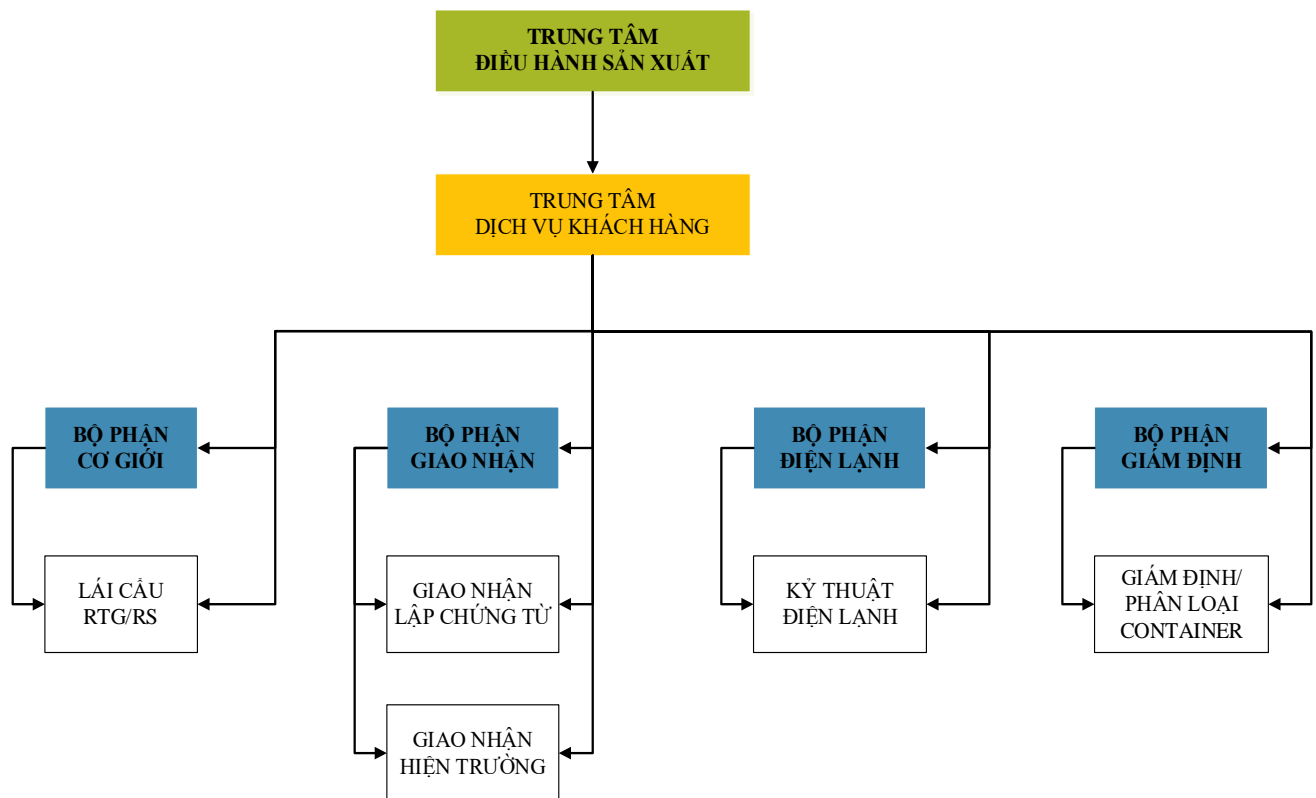 TRUNG TÂM
ĐIỀU HÀNH SẢN XUẤT
TRUNG TÂM
DỊCH VỤ KHÁCH HÀNG
BỘ PHẬN
CƠ GIỚI
BỘ PHẬN
GIAO NHẬN
BỘ PHẬN
ĐIỆN LẠNH
BỘ PHẬN
GIÁM ĐỊNH
LÁI CẨU
RTG/RS
GIAO NHẬN
LẬP CHỨNG TỪ
KỶ THUẬT
ĐIỆN LẠNH
GIÁM ĐỊNH/
PHÂN LOẠI
CONTAINER
GIAO NHẬN
HIỆN TRƯỜNG